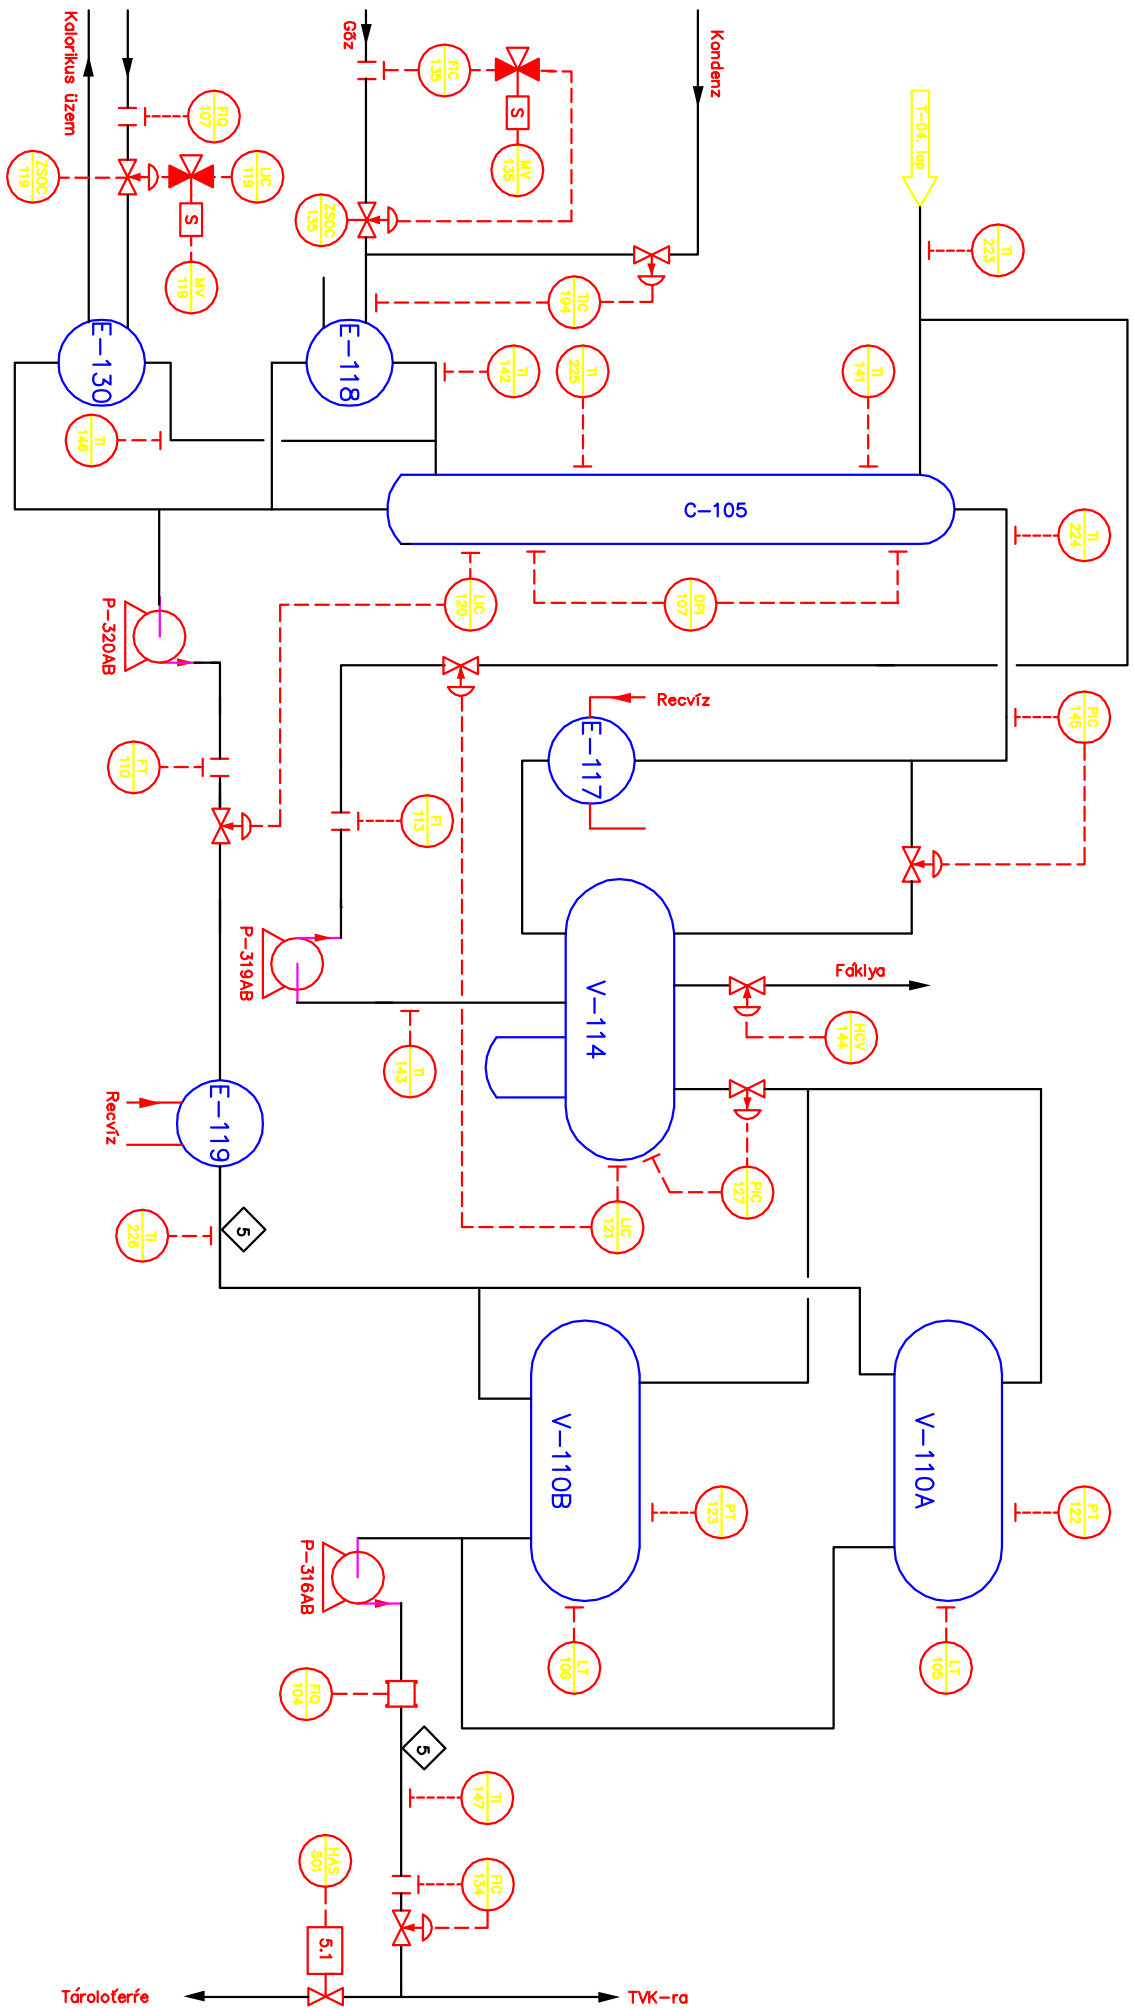 Kalorikus üzem
Gőz
Kondenz
T-04. lap
FIQ
107
ZSOC
119
LIC
119
S
MV
119
FIC
135
S
MV
135
ZSOC
135
TIC
194
TI
223
E-130
E-118
TI
142
TI
225
TI
141
TI
146
C-105
TI
224
P-320AB
LIC
120
DPI
107
Recvíz
E-117
PIC
145
FT
110
FI
113
P-319AB
V-114
Fáklya
HCV
144
TI
143
Recvíz
E-119
PIC
127
LIC
121
TI
226
5
V-110B
V-110A
PT
123
PT
122
P-316AB
LT
106
LT
105
FIQ
104
5
TI
147
HAS
501
FIC
134
5.1
Tárolótérre
TVK-ra